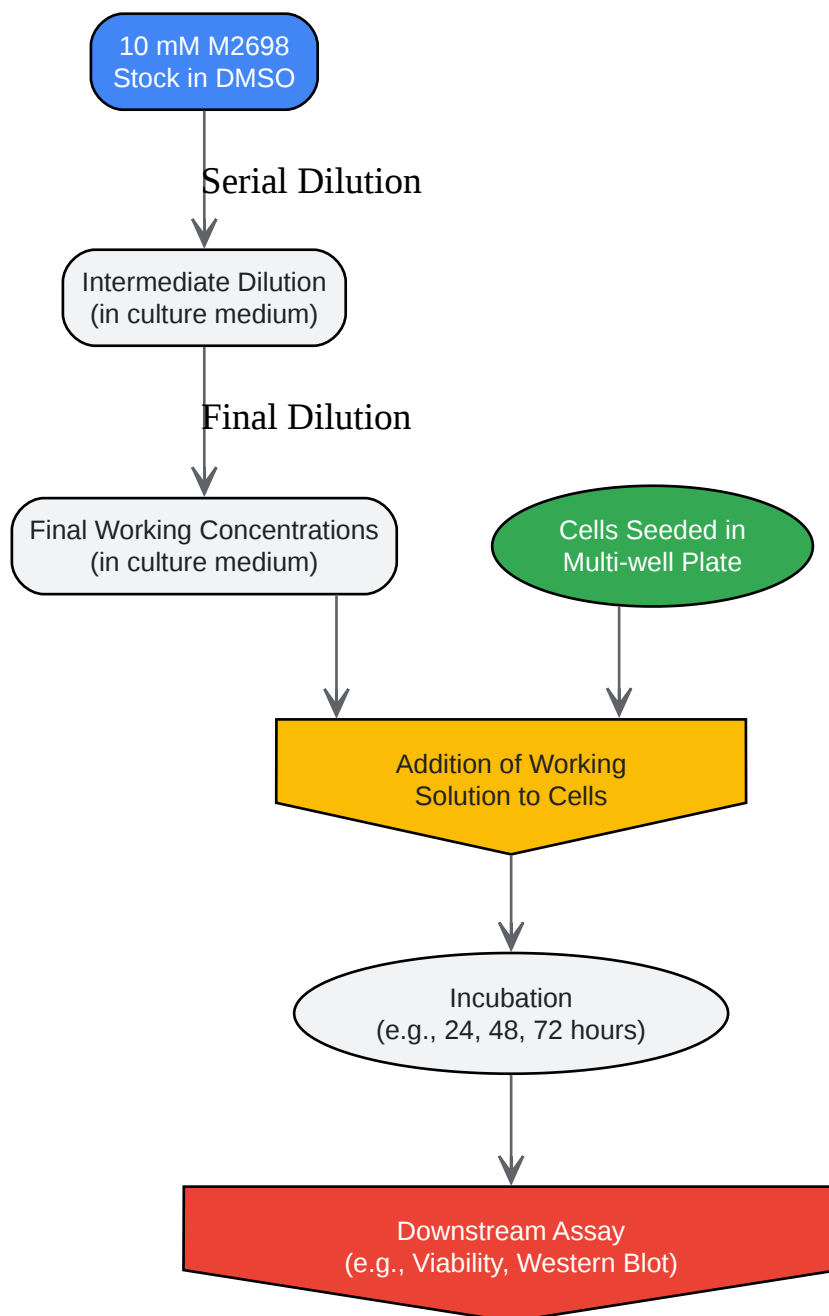 10 mM M2698
Stock in DMSO
Serial Dilution
Intermediate Dilution
(in culture medium)
Final Dilution
Final Working Concentrations
(in culture medium)
Cells Seeded in
Multi-well Plate
Addition of Working
Solution to Cells
Incubation
(e.g., 24, 48, 72 hours)
Downstream Assay
(e.g., Viability, Western Blot)